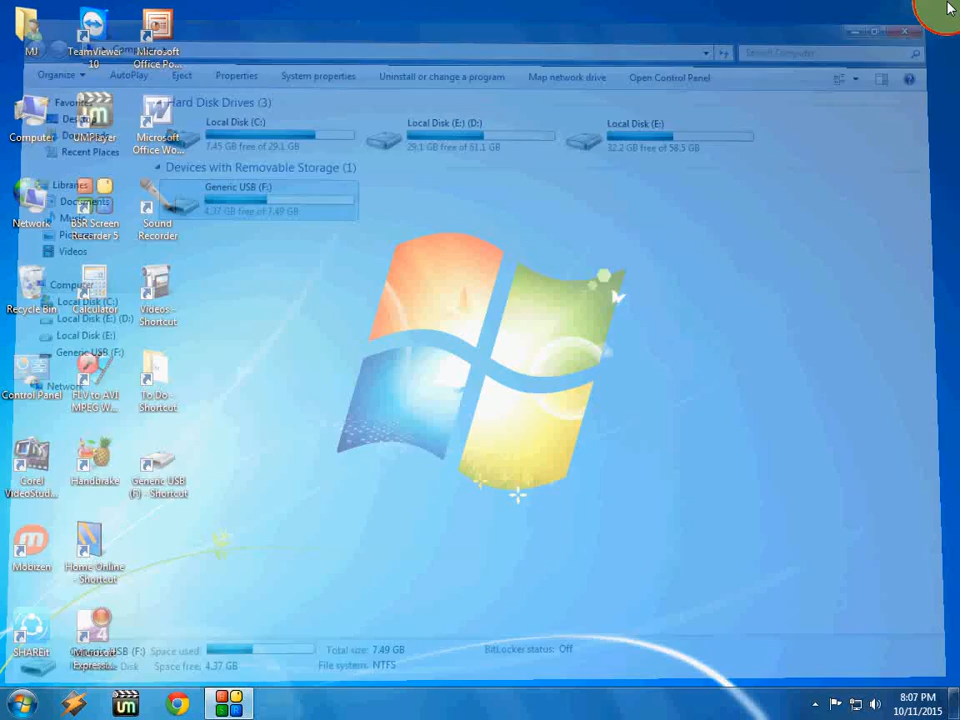 MJ
TeamViewer
10
Microsoft
Office Po...
Search Computer
Organize
AutoPlay
Eject
Properties
System properties
Uninstall or change a program
Map network drive
Open Control Panel
Favorites
Desktop
Recent Places
Libraries
Documents
Music
Pictures
Videos
Computer
Local Disk (C:)
Local Disk (E:) (D:)
Local Disk (E:)
Generic USB (F:)
Network
Hard Disk Drives (3)
Local Disk (C:)
7.45 GB free of 29.1 GB
Local Disk (E:) (D:)
29.1 GB free of 61.1 GB
Local Disk (E:)
32.2 GB free of 58.5 GB
Devices with Removable Storage (1)
Generic USB (F:)
4.37 GB free of 7.49 GB
Computer
UMPlayer
Microsoft
Office Wo...
Network
BSR Screen
Recorder 5
Sound
Recorder
Recycle Bin
Calculator
Videos -
Shortcut
Control Panel
FLV to AVI
MPEG W...
To Do -
Shortcut
Corel
VideoStud...
Handbrake
Generic USB
(F) - Shortcut
Mobizen
Home Online
- Shortcut
SHAREit
Generic USB (F:)
Space used:
Total size: 7.49 GB
BitLocker status: Off
Space free: 4.37 GB
File system: NTFS
8:07 PM
10/11/2015